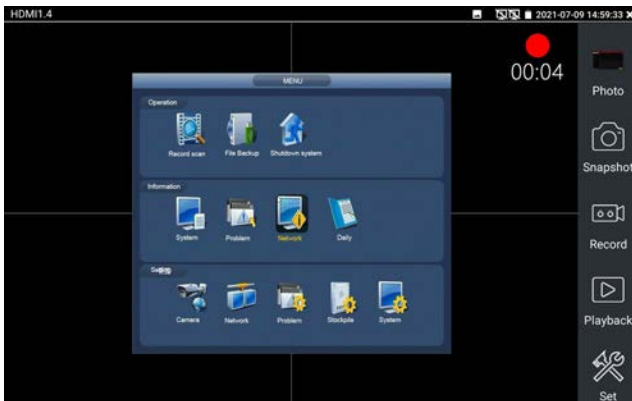 HDMI1.4
2021-07-09 14:59:33
00:04
MENU
Operation
Record scan File Backup Shutdown system
Information
System Problem Network Daily
Camera Network Problem Stockpile System
Photo
Snapshot
Record
Playback
Set